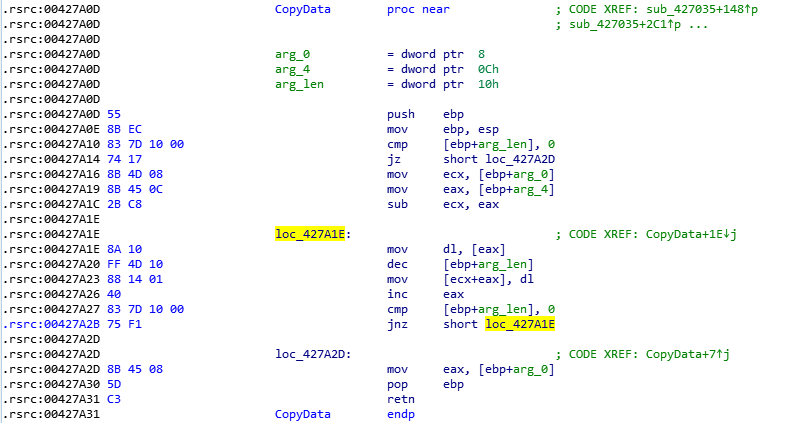 .rsrc:00427A0D CopyData proc near ; CODE XREF: sub_427035+148↑p
.rsrc:00427A0D ; sub_427035+2C1↑p ...
.rsrc:00427A0D
.rsrc:00427A0D arg_0 = dword ptr 8
.rsrc:00427A0D arg_4 = dword ptr 0Ch
.rsrc:00427A0D arg_len = dword ptr 10h
.rsrc:00427A0D
.rsrc:00427A0D 55 push ebp
.rsrc:00427A0E 8B EC mov ebp, esp
.rsrc:00427A10 83 7D 10 00 cmp [ebp+arg_len], 0
.rsrc:00427A14 74 17 jz short loc_427A2D
.rsrc:00427A16 8B 4D 08 mov ecx, [ebp+arg_0]
.rsrc:00427A19 8B 45 0C mov eax, [ebp+arg_4]
.rsrc:00427A1C 2B C8 sub ecx, eax
.rsrc:00427A1E
.rsrc:00427A1E loc_427A1E: ; CODE XREF: CopyData+1E↓j
.rsrc:00427A1E 8A 10 mov dl, [eax]
.rsrc:00427A20 FF 4D 10 dec [ebp+arg_len]
.rsrc:00427A23 88 14 01 mov [ecx+eax], dl
.rsrc:00427A26 40 inc eax
.rsrc:00427A27 83 7D 10 00 cmp [ebp+arg_len], 0
.rsrc:00427A2B 75 F1 jnz short loc_427A1E
.rsrc:00427A2D
.rsrc:00427A2D loc_427A2D: ; CODE XREF: CopyData+7↑j
.rsrc:00427A2D 8B 45 08 mov eax, [ebp+arg_0]
.rsrc:00427A30 5D pop ebp
.rsrc:00427A31 C3 retn
.rsrc:00427A31 CopyData endp